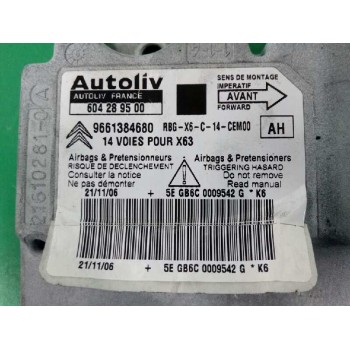 Autoliv
AUTOLIV FRANCE
604 28 95 00
SENS DE MONTAGE
IMPERATIF
AVANT
FORWARD
9661384680 RBG-X6-C-14-CEM00
14 VOIES POUR X63
AH
Airbags & Pretensionneurs
RISQUE DE DECLENCHEMENT
Consulter la notice
Ne pas démonter
Airbags & Pretensioners
TRIGGERING HASARD
Do not remove
Read manual
21/11/06 + 5E GB6C 0009542 G * K6
21/11/06 + 5E GB6C 0009542 G * K6